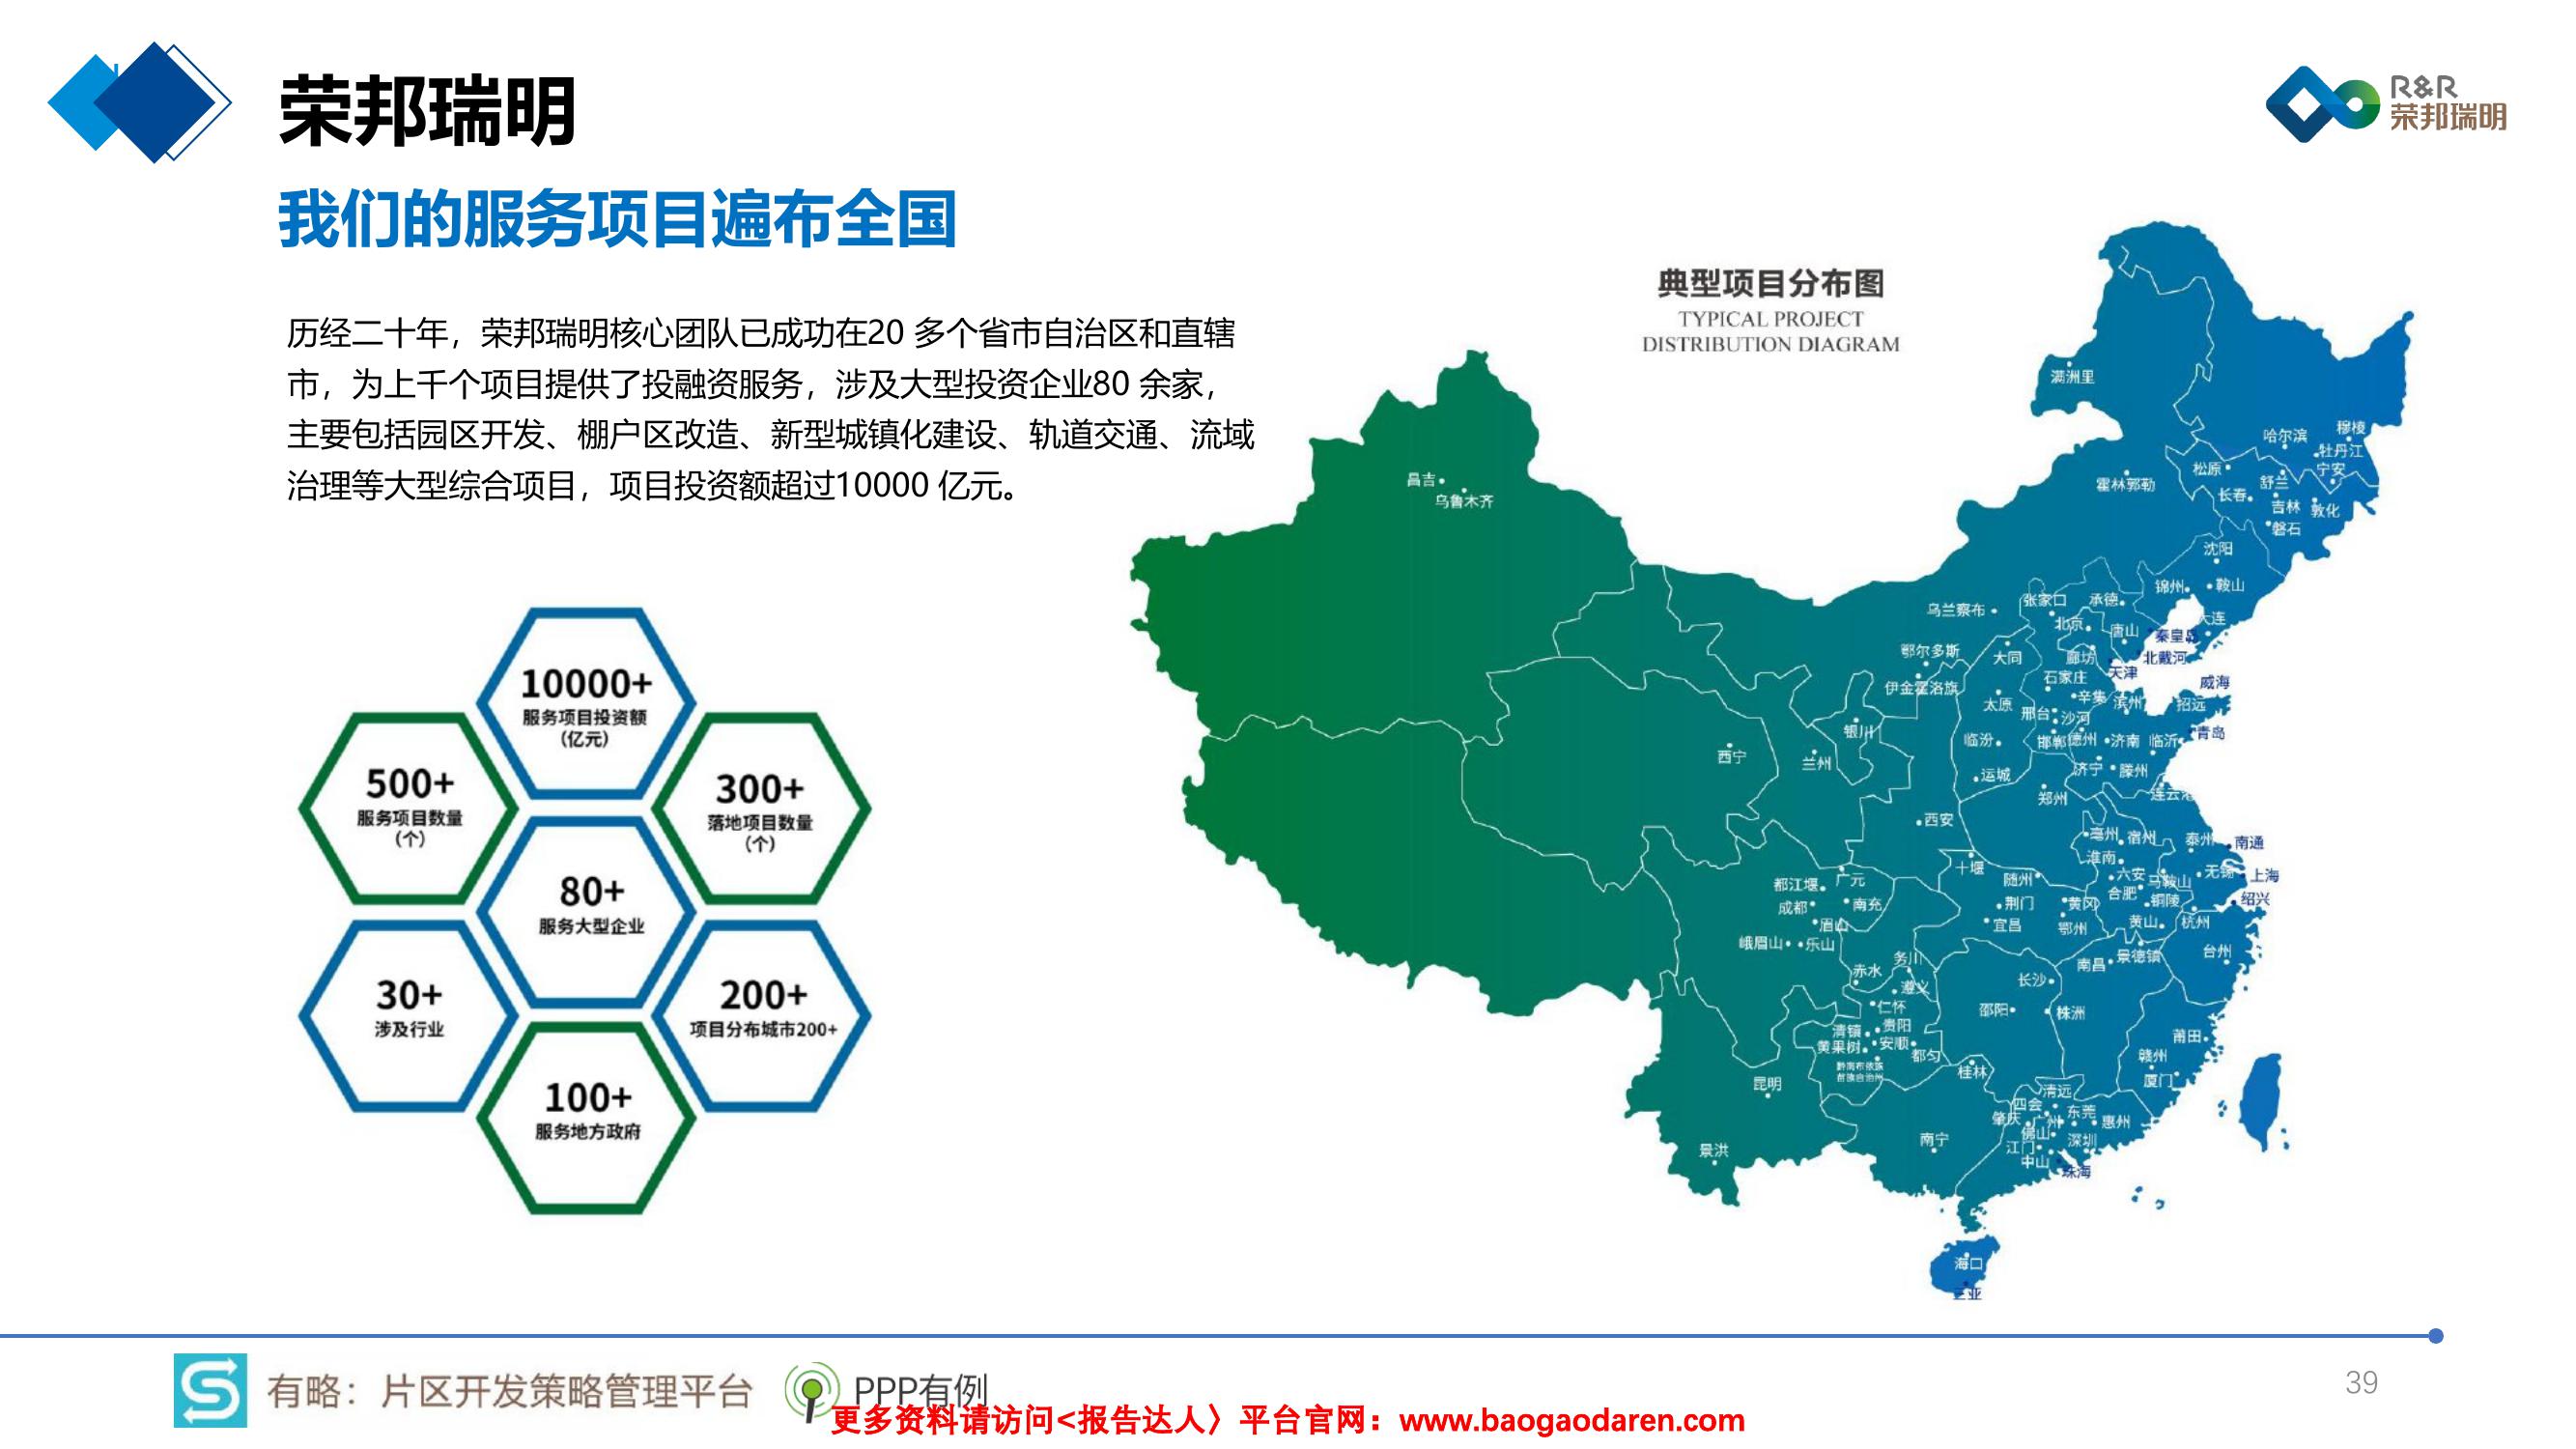 荣邦瑞明
R&R
荣邦瑞明
我们的服务项目遍布全国
历经二十年，荣邦瑞明核心团队已成功在20 多个省市自治区和直辖
市，为上千个项目提供了投融资服务，涉及大型投资企业80 余家，
主要包括园区开发、棚户区改造、新型城镇化建设、轨道交通、流域
治理等大型综合项目，项目投资额超过10000 亿元。
10000+
服务项目投资额
(亿元)
500+
服务项目数量
(个)
300+
落地项目数量
(个)
80+
服务大型企业
30+
涉及行业
200+
项目分布城市200+
100+
服务地方政府
典型项目分布图
TYPICAL PROJECT
DISTRIBUTION DIAGRAM
满洲里
哈尔滨
穆棱
牡丹江
宁安
松原
舒兰
霍林郭勒
长春
吉林
敦化
磐石
昌吉
乌鲁木齐
沈阳
锦州
鞍山
乌兰察布
张家口
承德
北京
唐山
秦皇岛
大连
鄂尔多斯
大同
廊坊
北戴河
天津
石家庄
伊金霍洛旗
威海
太原
辛集
滨州
招远
邢台
沙河
银川
临汾
邯郸
德州
济南
临沂
青岛
西宁
兰州
运城
济宁
滕州
郑州
连云港
西安
亳州
宿州
泰州
南通
淮南
十堰
随州
六安
马鞍山
无锡
上海
都江堰
广元
合肥
铜陵
绍兴
成都
南充
荆门
黄冈
眉山
宜昌
鄂州
黄山
杭州
峨眉山
乐山
务川
南昌
景德镇
台州
赤水
遵义
长沙
仁怀
邵阳
株洲
清镇
贵阳
莆田
黄果树
安顺
都匀
赣州
黔南布依族
苗族自治州
桂林
厦门
昆明
清远
四会
东莞
肇庆
广州
惠州
佛山
深圳
南宁
江门
中山
珠海
景洪
海口
三亚
有略：片区开发策略管理平台
PPP有例
39
更多资料请访问<报告达人〉平台官网：www.baogaodaren.com